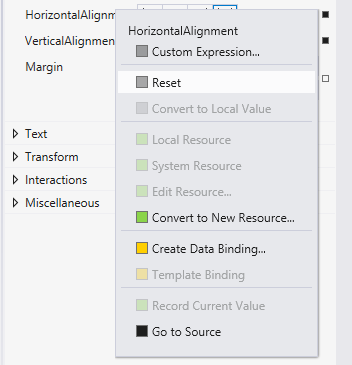 HorizontalAlignment
VerticalAlignment
Margin
Text
Transform
Interactions
Miscellaneous
HorizontalAlignment
Custom Expression...
Reset
Convert to Local Value
Local Resource
System Resource
Edit Resource...
Convert to New Resource...
Create Data Binding...
Template Binding
Record Current Value
Go to Source